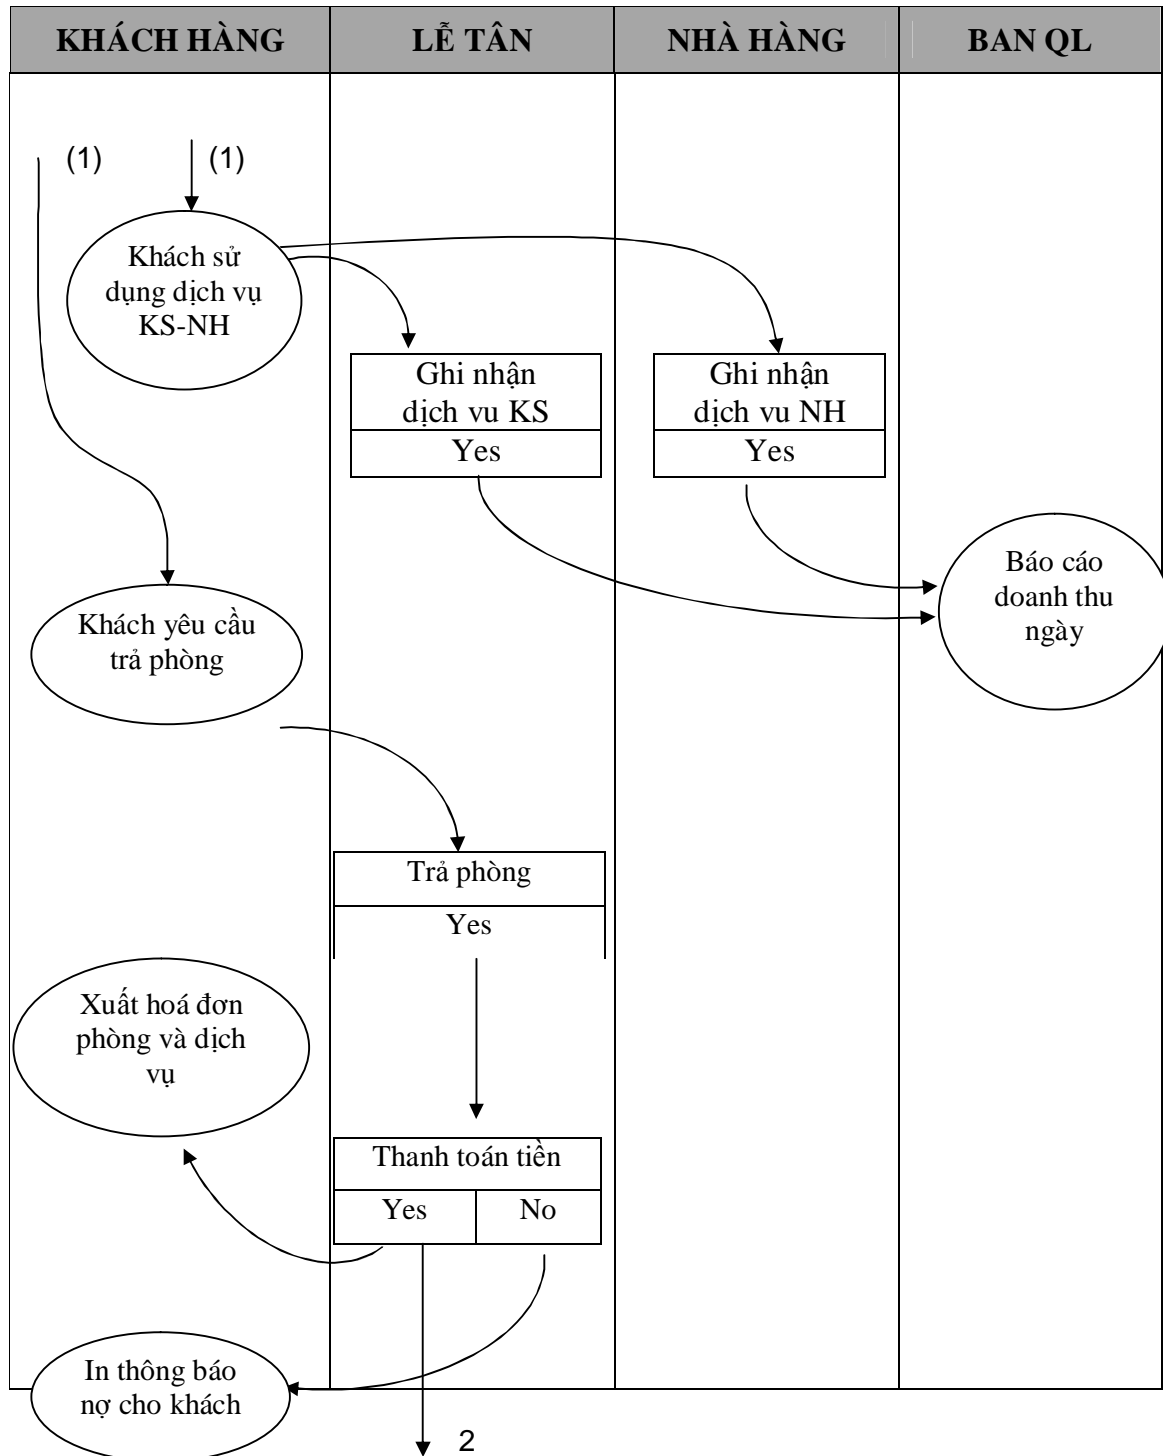 KHÁCH HÀNG LỄ TÂN NHÀ HÀNG BAN QL
(1) (1)
Khách sử
dụng dịch vụ
KS-NH
Ghi nhận
dịch vu KS
Yes
Ghi nhận
dịch vu NH
Yes
Báo cáo
doanh thu
ngày
Khách yêu cầu
trả phòng
Trả phòng
Yes
Xuất hoá đơn
phòng và dịch
vụ
Thanh toán tiền
Yes No
In thông báo
nợ cho khách
2